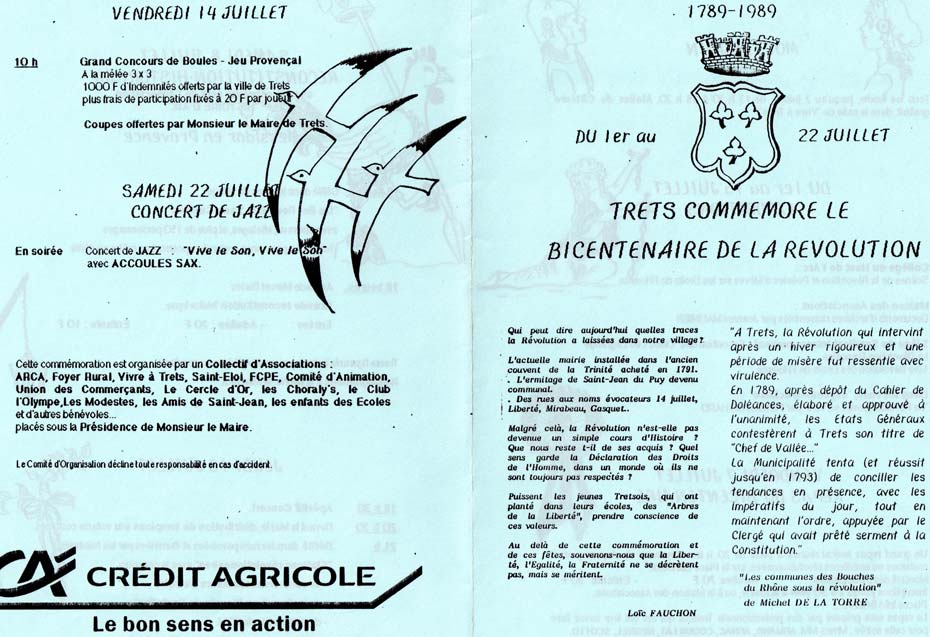 VENDREDI 14 JUILLET
10 h
Grand Concours de Boules - Jeu Provençal
A la mêlée 3 x 3
1000 F d'Indemnités offerts par la ville de Trets
plus frais de participation fixés à 20 F par joueur
Coupes offertes par Monsieur le Maire de Trets.
SAMEDI 22 JUILLET
CONCERT DE JAZZ
En soirée Concert de JAZZ : "Vive le Son, Vive le Son"
avec ACCOULES SAX.
Cette commémoration est organisée par un Collectif d'Associations :
ARCA, Foyer Rural, Vivre à Trets, Saint-Eloi, FCPE, Comité d'Animation,
Union des Commerçants, Le Cercle d'Or, les Choraly's, le Club
l'Olympe,Les Modestes, les Amis de Saint-Jean, les enfants des Ecoles
et d'autres bénévoles...
placés sous la Présidence de Monsieur le Maire.
Le Comité d'Organisation décline toute responsabilité en cas d'accident.
CA CRÉDIT AGRICOLE
Le bon sens en action
1789-1989
DU 1er au 22 JUILLET
TRETS COMMEMORE LE
BICENTENAIRE DE LA REVOLUTION
Qui peut dire aujourd'hui quelles traces
la Révolution a laissées dans notre village?
. L'actuelle mairie installée dans l'ancien
couvent de la Trinité acheté en 1791.
. L'ermitage de Saint-Jean du Puy devenu
communal.
. Des rues aux noms évocateurs 14 juillet,
Liberté, Mirabeau, Gasquet..
Malgré celà, la Révolution n'est-elle pas
devenue un simple cours d'Histoire ?
Que nous reste t-il de ses acquis ? Quel
sens garde la Déclaration des Droits
de l'Homme, dans un monde où ils ne
sont toujours pas respectés ?
Puissent les jeunes Tretsois, qui ont
planté dans leurs écoles, des "Arbres
de la Liberté", prendre conscience de
ces valeurs.
Au delà de cette commémoration et
de ces fêtes, souvenons-nous que la Liber-
té, l'Egalité, la Fraternité ne se décrètent
pas, mais se méritent.
Loïc FAUCHON
"A Trets, la Révolution qui intervint
après un hiver rigoureux et une
période de misère fut ressentie avec
virulence.
En 1789, après dépôt du Cahier de
Doléances, élaboré et approuvé à
l'unanimité, les Etats Généraux
contestèrent à Trets son titre de
"Chef de Vallée..."
La Municipalité tenta (et réussit
jusqu'en 1793) de concilier les
tendances en présence, avec les
impératifs du jour, tout en
maintenant l'ordre, appuyée par le
Clergé qui avait prêté serment à la
Constitution."
"Les communes des Bouches
du Rhône sous la révolution"
de Michel DE LA TORRE